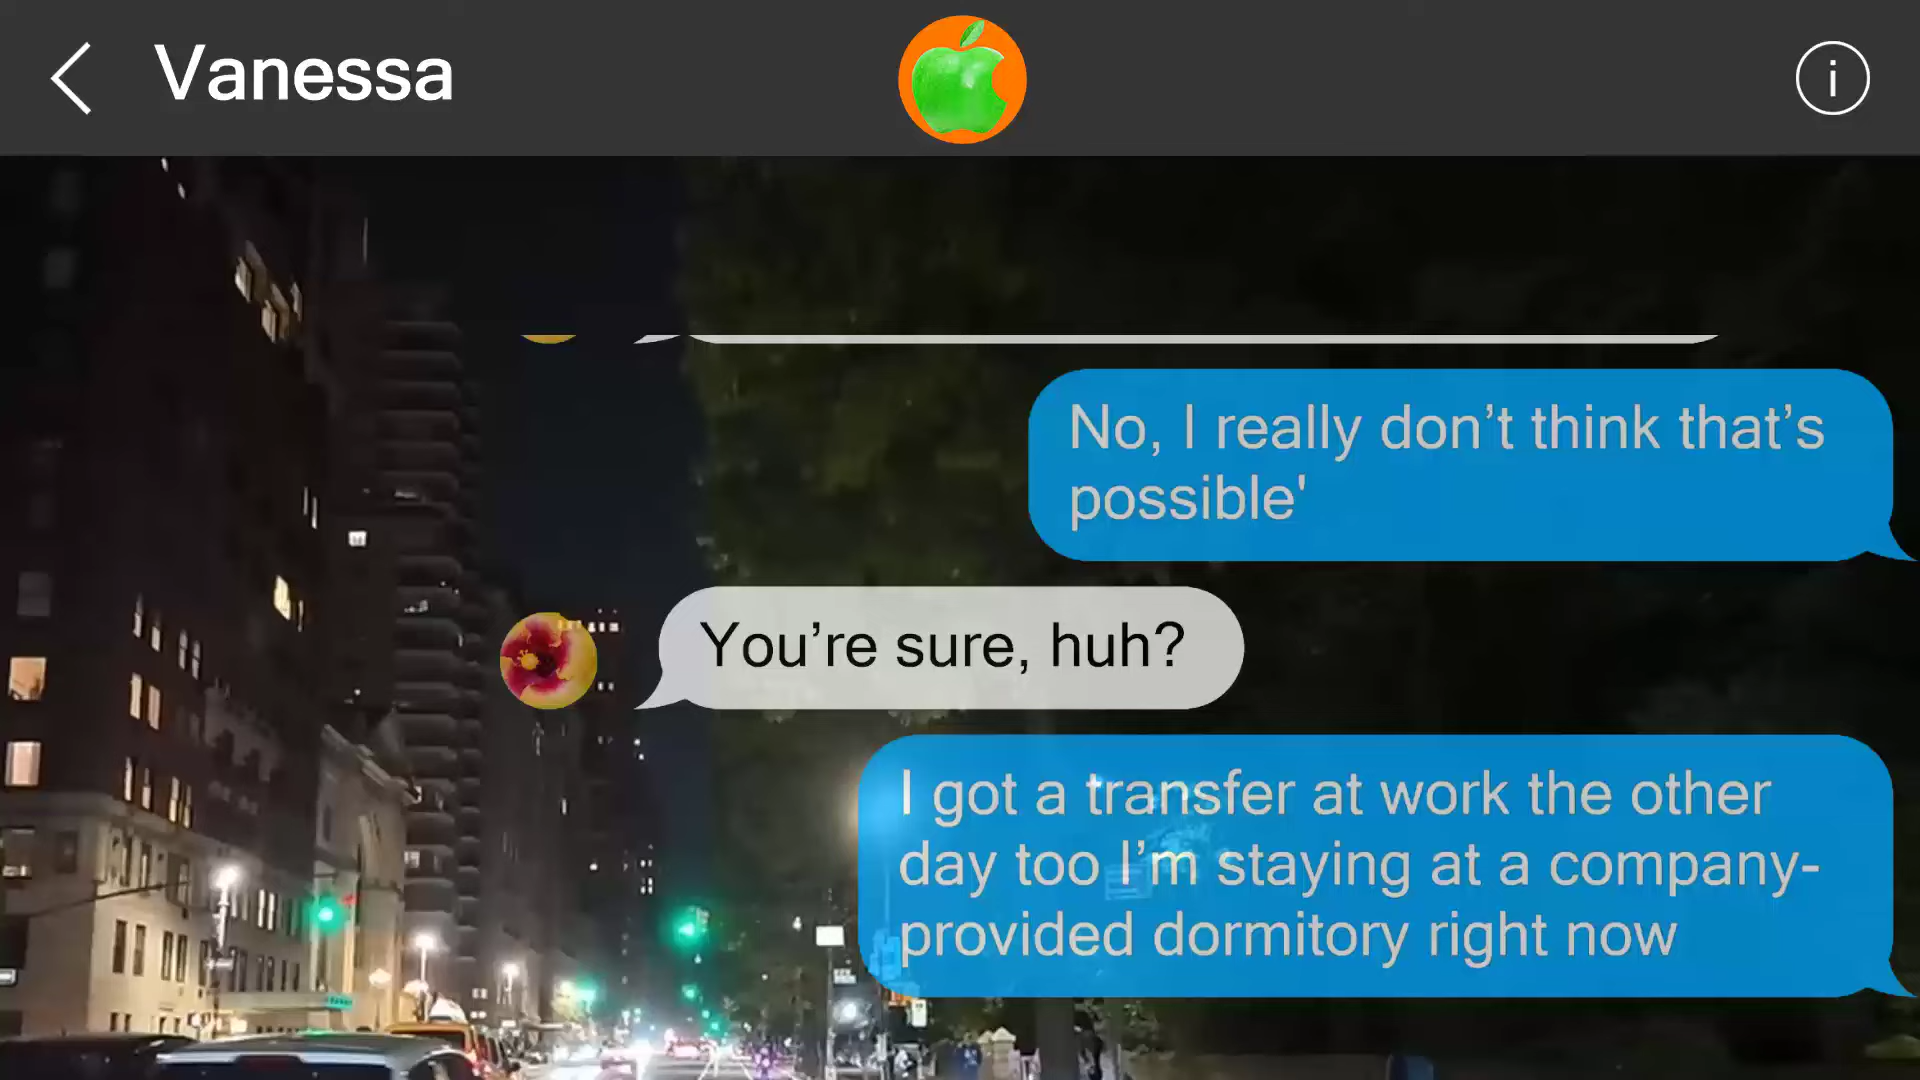 Vanessa
i
No, I really don’t think that’s
possible'
You’re sure, huh?
I got a transfer at work the other
day too I’m staying at a company-
provided dormitory right now